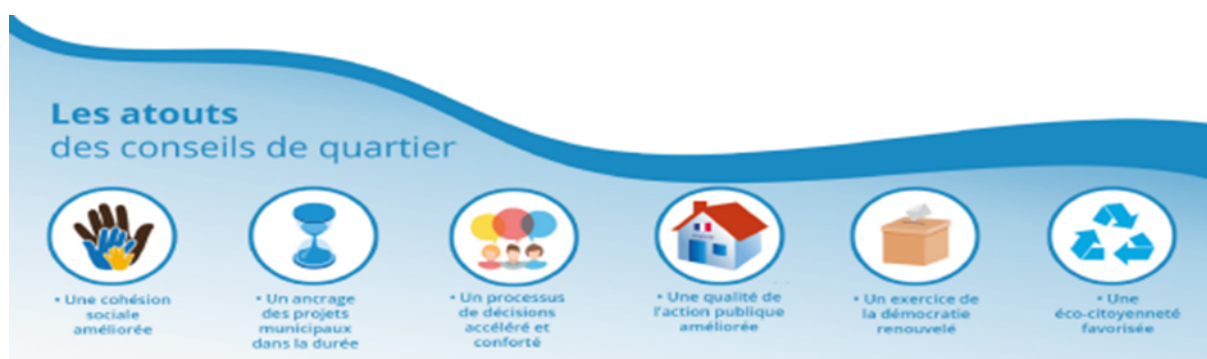 Les atouts
des conseils de quartier
• Une cohésion
sociale
améliorée
• Un ancrage
des projets
municipaux
dans la durée
• Un processus
de décisions
accéléré et
conforté
• Une qualité de
l'action publique
améliorée
• Un exercice de
la démocratie
renouvelé
• Une
éco-citoyenneté
favorisée